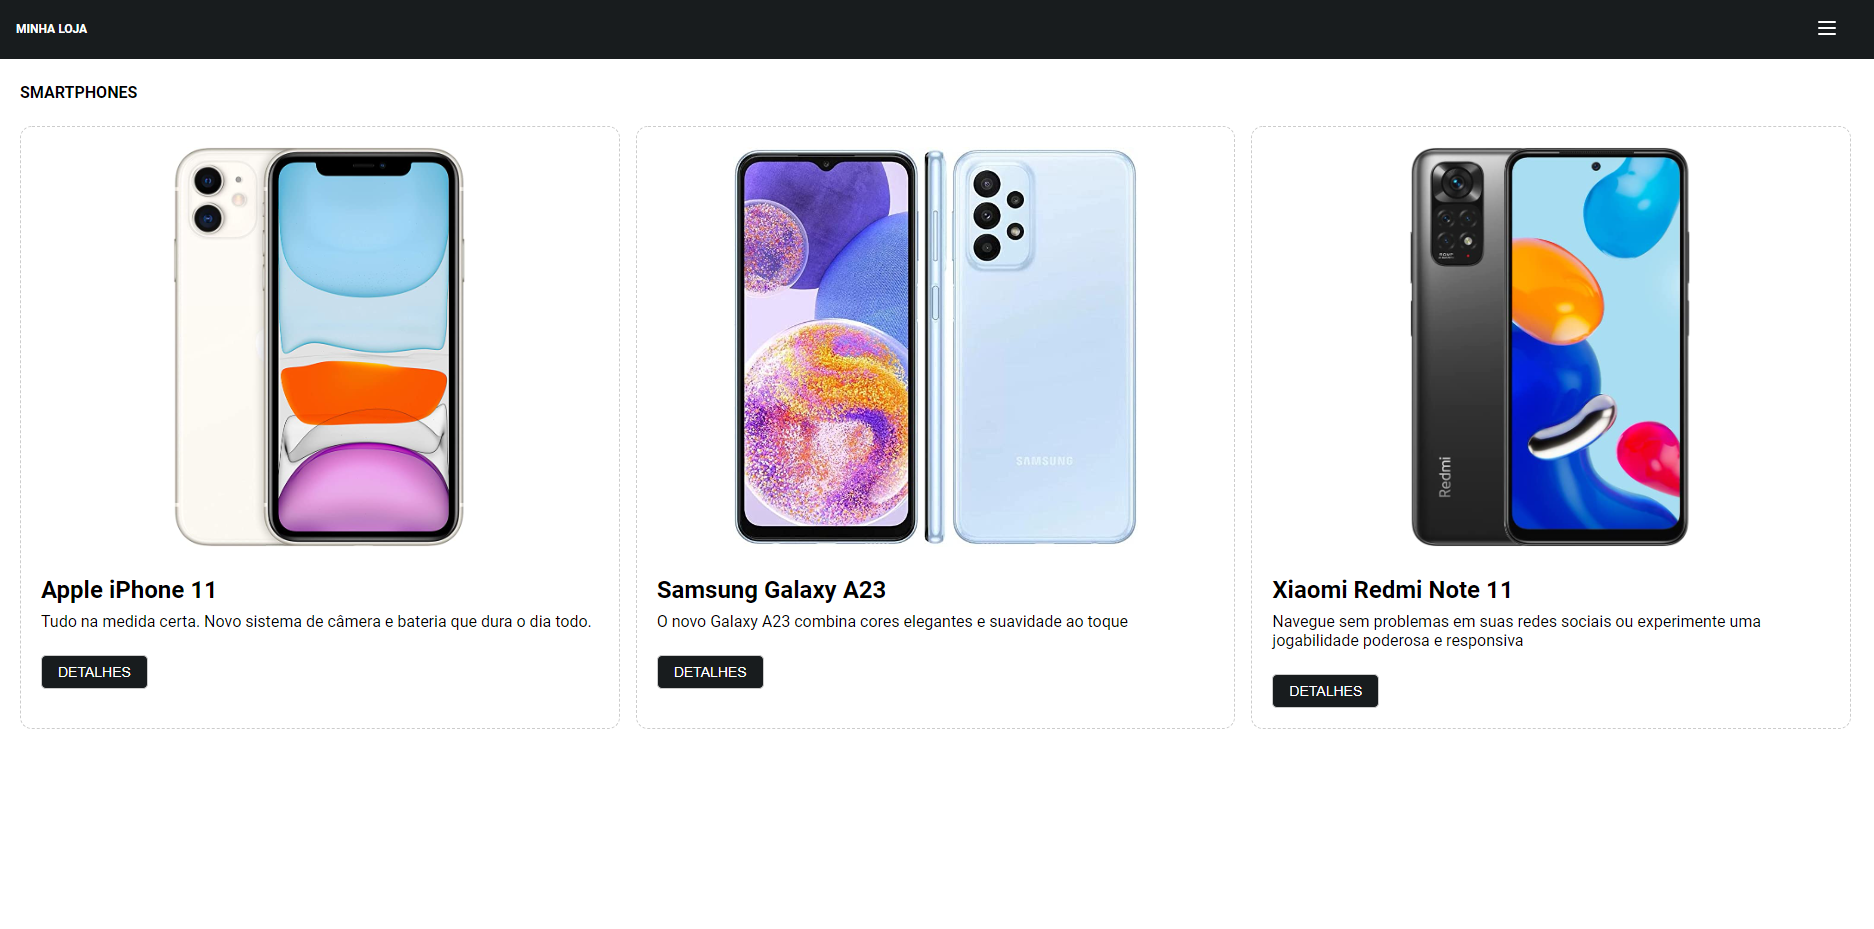 MINHA LOJA
SMARTPHONES
SAMSUNG
Redmi
Apple iPhone 11
Tudo na medida certa. Novo sistema de câmera e bateria que dura o dia todo.
DETALHES
Samsung Galaxy A23
O novo Galaxy A23 combina cores elegantes e suavidade ao toque
DETALHES
Xiaomi Redmi Note 11
Navegue sem problemas em suas redes sociais ou experimente uma
jogabilidade poderosa e responsiva
DETALHES